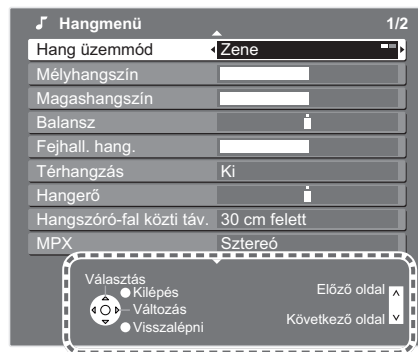 Hangmenü 1/2
Hang üzemmód Zene
Mélyhangszín
Magashangszín
Balansz
Fejhall. hang.
Térhangzás Ki
Hangerő
Hangszóró-fal közti táv. 30 cm felett
MPX Sztereó
Választás
Kilépés
Változás
Visszalépni
Előző oldal
Következő oldal